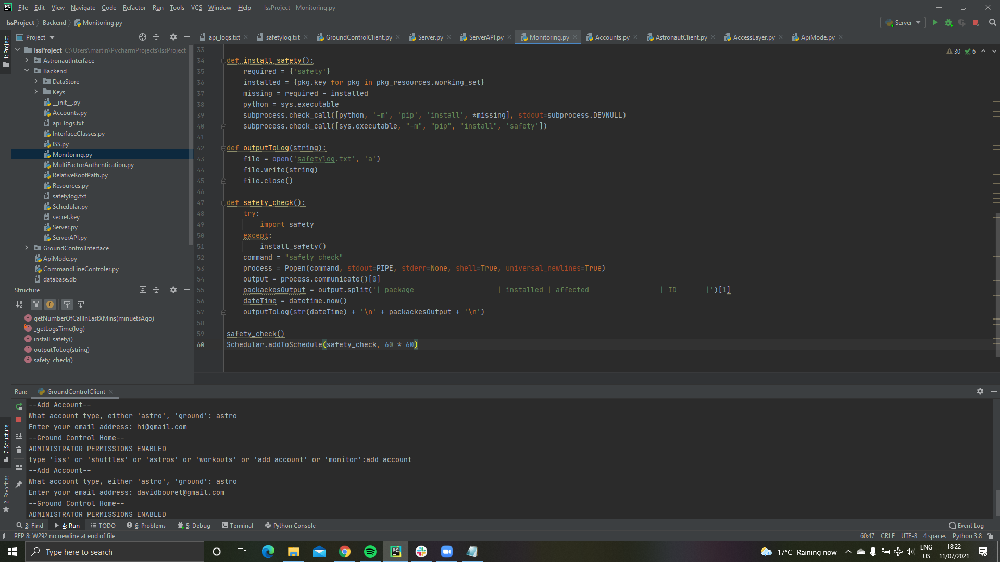 PC File Edit View Navigate Code Refactor Run Tools VCS Window Help IssProject - Monitoring.py
IssProject Backend Monitoring.py Server
1: Project
Project
api_logs.txt safetylog.txt GroundControlClient.py Server.py ServerAPI.py Monitoring.py Accounts.py AstronautClient.py AccessLayer.py ApiMode.py
IssProject C:\Users\martin\PycharmProjects\IssProject
AstronautInterface
Backend
DataStore
Keys
__init__.py
Accounts.py
api_logs.txt
InterfaceClasses.py
ISS.py
Monitoring.py
MultiFactorAuthentication.py
RelativeRootPath.py
Resources.py
safetylog.txt
Schedular.py
secret.key
Server.py
ServerAPI.py
GroundControlInterface
ApiMode.py
CommandLineControler.py
database.db
30 6
33
34 def install_safety():
35 required = {'safety'}
36 installed = {pkg.key for pkg in pkg_resources.working_set}
37 missing = required - installed
38 python = sys.executable
39 subprocess.check_call([python, '-m', 'pip', 'install', *missing], stdout=subprocess.DEVNULL)
40 subprocess.check_call([sys.executable, "-m", "pip", "install", 'safety'])
41
42 def outputToLog(string):
43 file = open('safetylog.txt', 'a')
44 file.write(string)
45 file.close()
46
47 def safety_check():
48 try:
49 import safety
50 except:
51 install_safety()
52 command = "safety check"
53 process = Popen(command, stdout=PIPE, stderr=None, shell=True, universal_newlines=True)
54 output = process.communicate()[0]
55 packackesOutput = output.split('| package                    | installed | affected                 | ID       |')[1]
56 dateTime = datetime.now()
57 outputToLog(str(dateTime) + '\n' + packackesOutput + '\n')
58
59 safety_check()
60 Schedular.addToSchedule(safety_check, 60 * 60)
Structure
getNumberOfCallInLastXMins(minuetsAgo)
_getLogsTime(log)
install_safety()
outputToLog(string)
safety_check()
7: Structure
2: Favorites
Run: GroundControlClient
--Add Account--
What account type, either 'astro', 'ground': astro
Enter your email address: hi@gmail.com
--Ground Control Home--
ADMINISTRATOR PERMISSIONS ENABLED
type 'iss' or 'shuttles' or 'astros' or 'workouts' or 'add account' or 'monitor':add account
--Add Account--
What account type, either 'astro', 'ground': astro
Enter your email address: davidbouret@gmail.com
--Ground Control Home--
ADMINISTRATOR PERMISSIONS ENABLED
3: Find 4: Run TODO 6: Problems 5: Debug Terminal Python Console Event Log
PEP 8: W292 no newline at end of file 60:47 CRLF UTF-8 4 spaces Python 3.8
Type here to search PC 17°C Raining now ENG US 18:22 11/07/2021